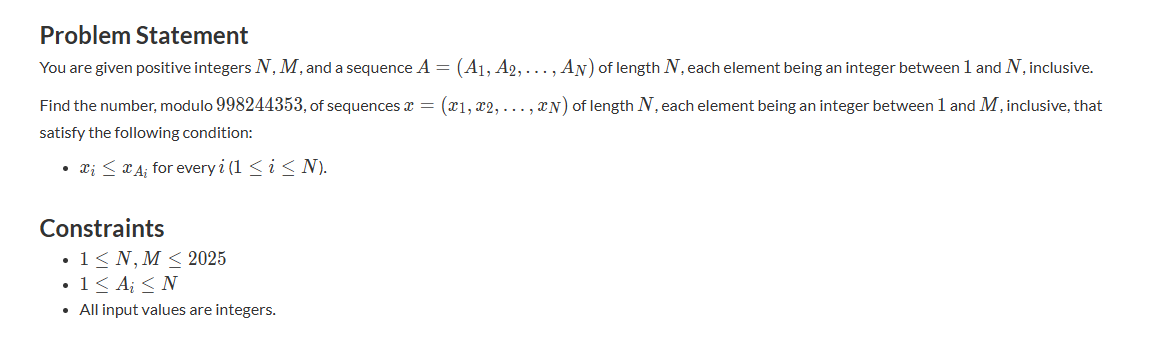 Problem Statement
You are given positive integers N, M, and a sequence A = (A₁, A₂, . . . , A_N) of length N, each element being an integer between 1 and N, inclusive.
Find the number, modulo 998244353, of sequences x = (x₁, x₂, . . . , x_N) of length N, each element being an integer between 1 and M, inclusive, that
satisfy the following condition:
• x_i ≤ x_{A_i} for every i (1 ≤ i ≤ N).
Constraints
• 1 ≤ N, M ≤ 2025
• 1 ≤ A_i ≤ N
• All input values are integers.